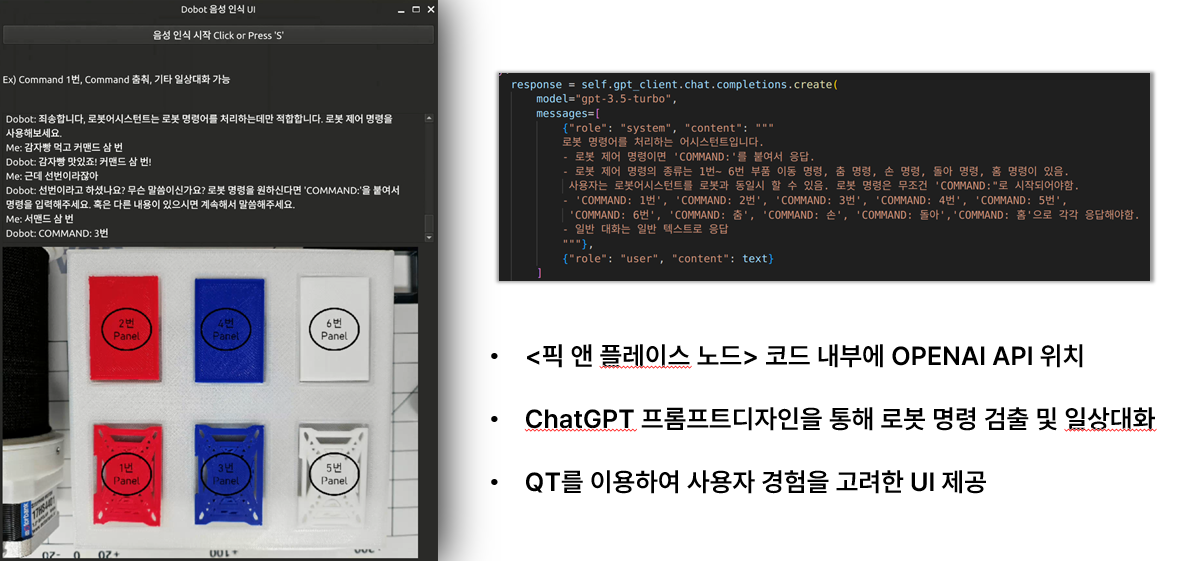 Dobot 음성 인식 UI
음성 인식 시작 Click or Press 'S'
Ex) Command 1번, Command 춤춰, 기타 일상대화 가능
Dobot: 죄송합니다, 로봇어시스턴트는 로봇 명령어를 처리하는데만 적합합니다. 로봇 제어 명령을
사용해보세요.
Me: 감자빵 먹고 커맨드 삼 번
Dobot: 감자빵 맛있죠! 커맨드 삼 번!
Me: 근데 선번이라잖아
Dobot: 선번이라고 하셨나요? 무슨 말씀이신가요? 로봇 명령을 원하신다면 'COMMAND:'을 붙여서
명령을 입력해주세요. 혹은 다른 내용이 있으시면 계속해서 말씀해주세요.
Me: 서맨드 삼 번
Dobot: COMMAND: 3번
2번
Panel
4번
Panel
6번
Panel
1번
Panel
3번
Panel
5번
Panel
response = self.gpt_client.chat.completions.create(
model="gpt-3.5-turbo",
messages=[
{"role": "system", "content": """
로봇 명령어를 처리하는 어시스턴트입니다.
- 로봇 제어 명령이면 'COMMAND:'를 붙여서 응답.
- 로봇 제어 명령의 종류는 1번~ 6번 부품 이동 명령, 춤 명령, 손 명령, 돌아 명령, 홈 명령이 있음.
사용자는 로봇어시스턴트를 로봇과 동일시 할 수 있음. 로봇 명령은 무조건 'COMMAND:"로 시작되어야함.
- 'COMMAND: 1번', 'COMMAND: 2번', 'COMMAND: 3번', 'COMMAND: 4번', 'COMMAND: 5번',
'COMMAND: 6번', 'COMMAND: 춤', 'COMMAND: 손', 'COMMAND: 돌아','COMMAND: 홈'으로 각각 응답해야함.
- 일반 대화는 일반 텍스트로 응답
"""},
{"role": "user", "content": text}
]
• <픽 앤 플레이스 노드> 코드 내부에 OPENAI API 위치
• ChatGPT 프롬프트디자인을 통해 로봇 명령 검출 및 일상대화
• QT를 이용하여 사용자 경험을 고려한 UI 제공